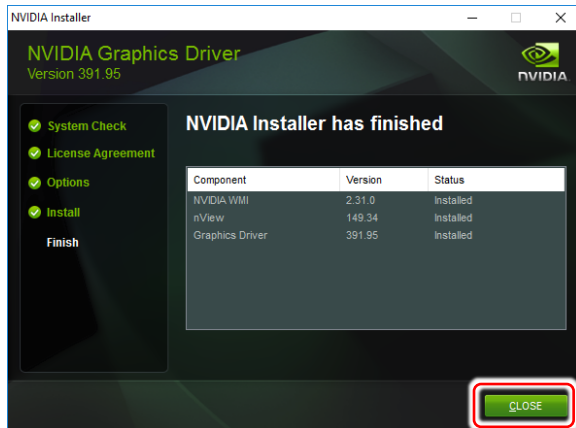 NVIDIA Installer
NVIDIA Graphics Driver
Version 391.95
NVIDIA.
System Check
License Agreement
Options
Install
Finish
NVIDIA Installer has finished
Component Version Status
NVIDIA WMI 2.31.0 Installed
nView 149.34 Installed
Graphics Driver 391.95 Installed
CLOSE